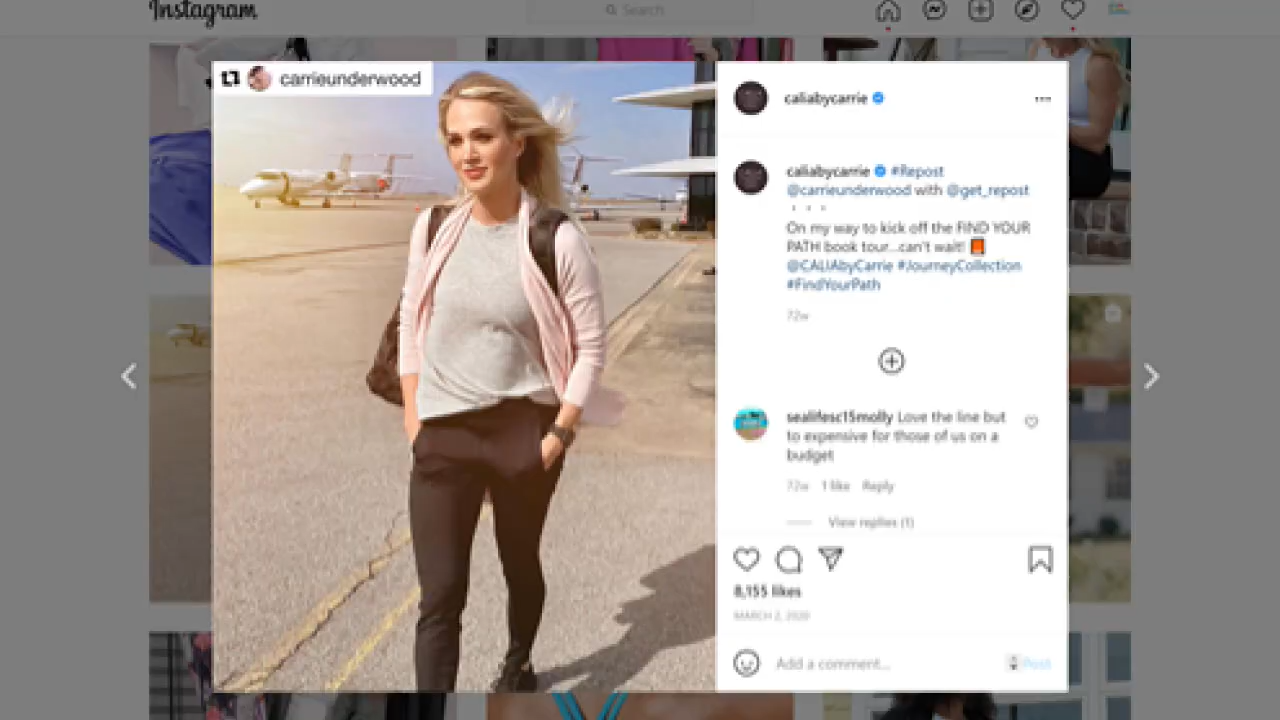 Instagram
Search
carrieunderwood
caliabycarrie
caliabycarrie #Repost
@carrieunderwood with @get_repost
· · ·
On my way to kick off the FIND YOUR
PATH book tour...can't wait!
@CALIAbyCarrie #JourneyCollection
#FindYourPath
72w
sealifesc15molly Love the line but
to expensive for those of us on a
budget
72w 1 like Reply
View replies (1)
8,155 likes
MARCH 2, 2020
Add a comment...
Post